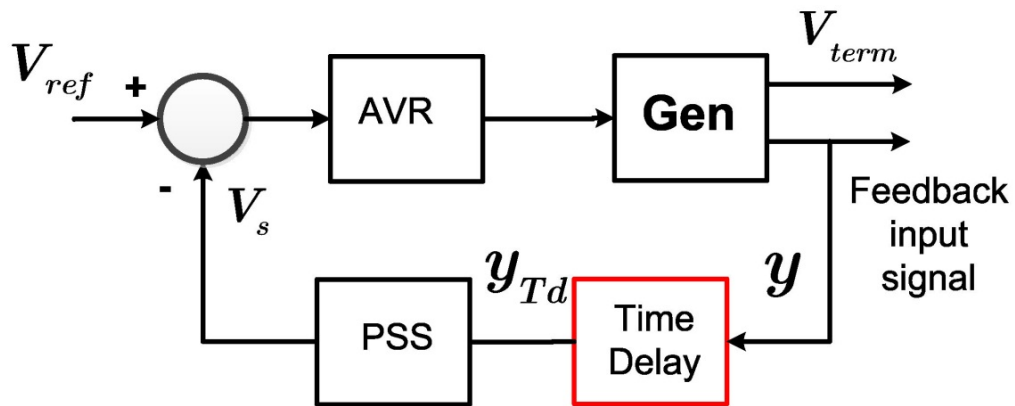 V_ref
+
AVR
Gen
V_term
-
V_s
Feedback
input
signal
y
Time
Delay
y_Td
PSS